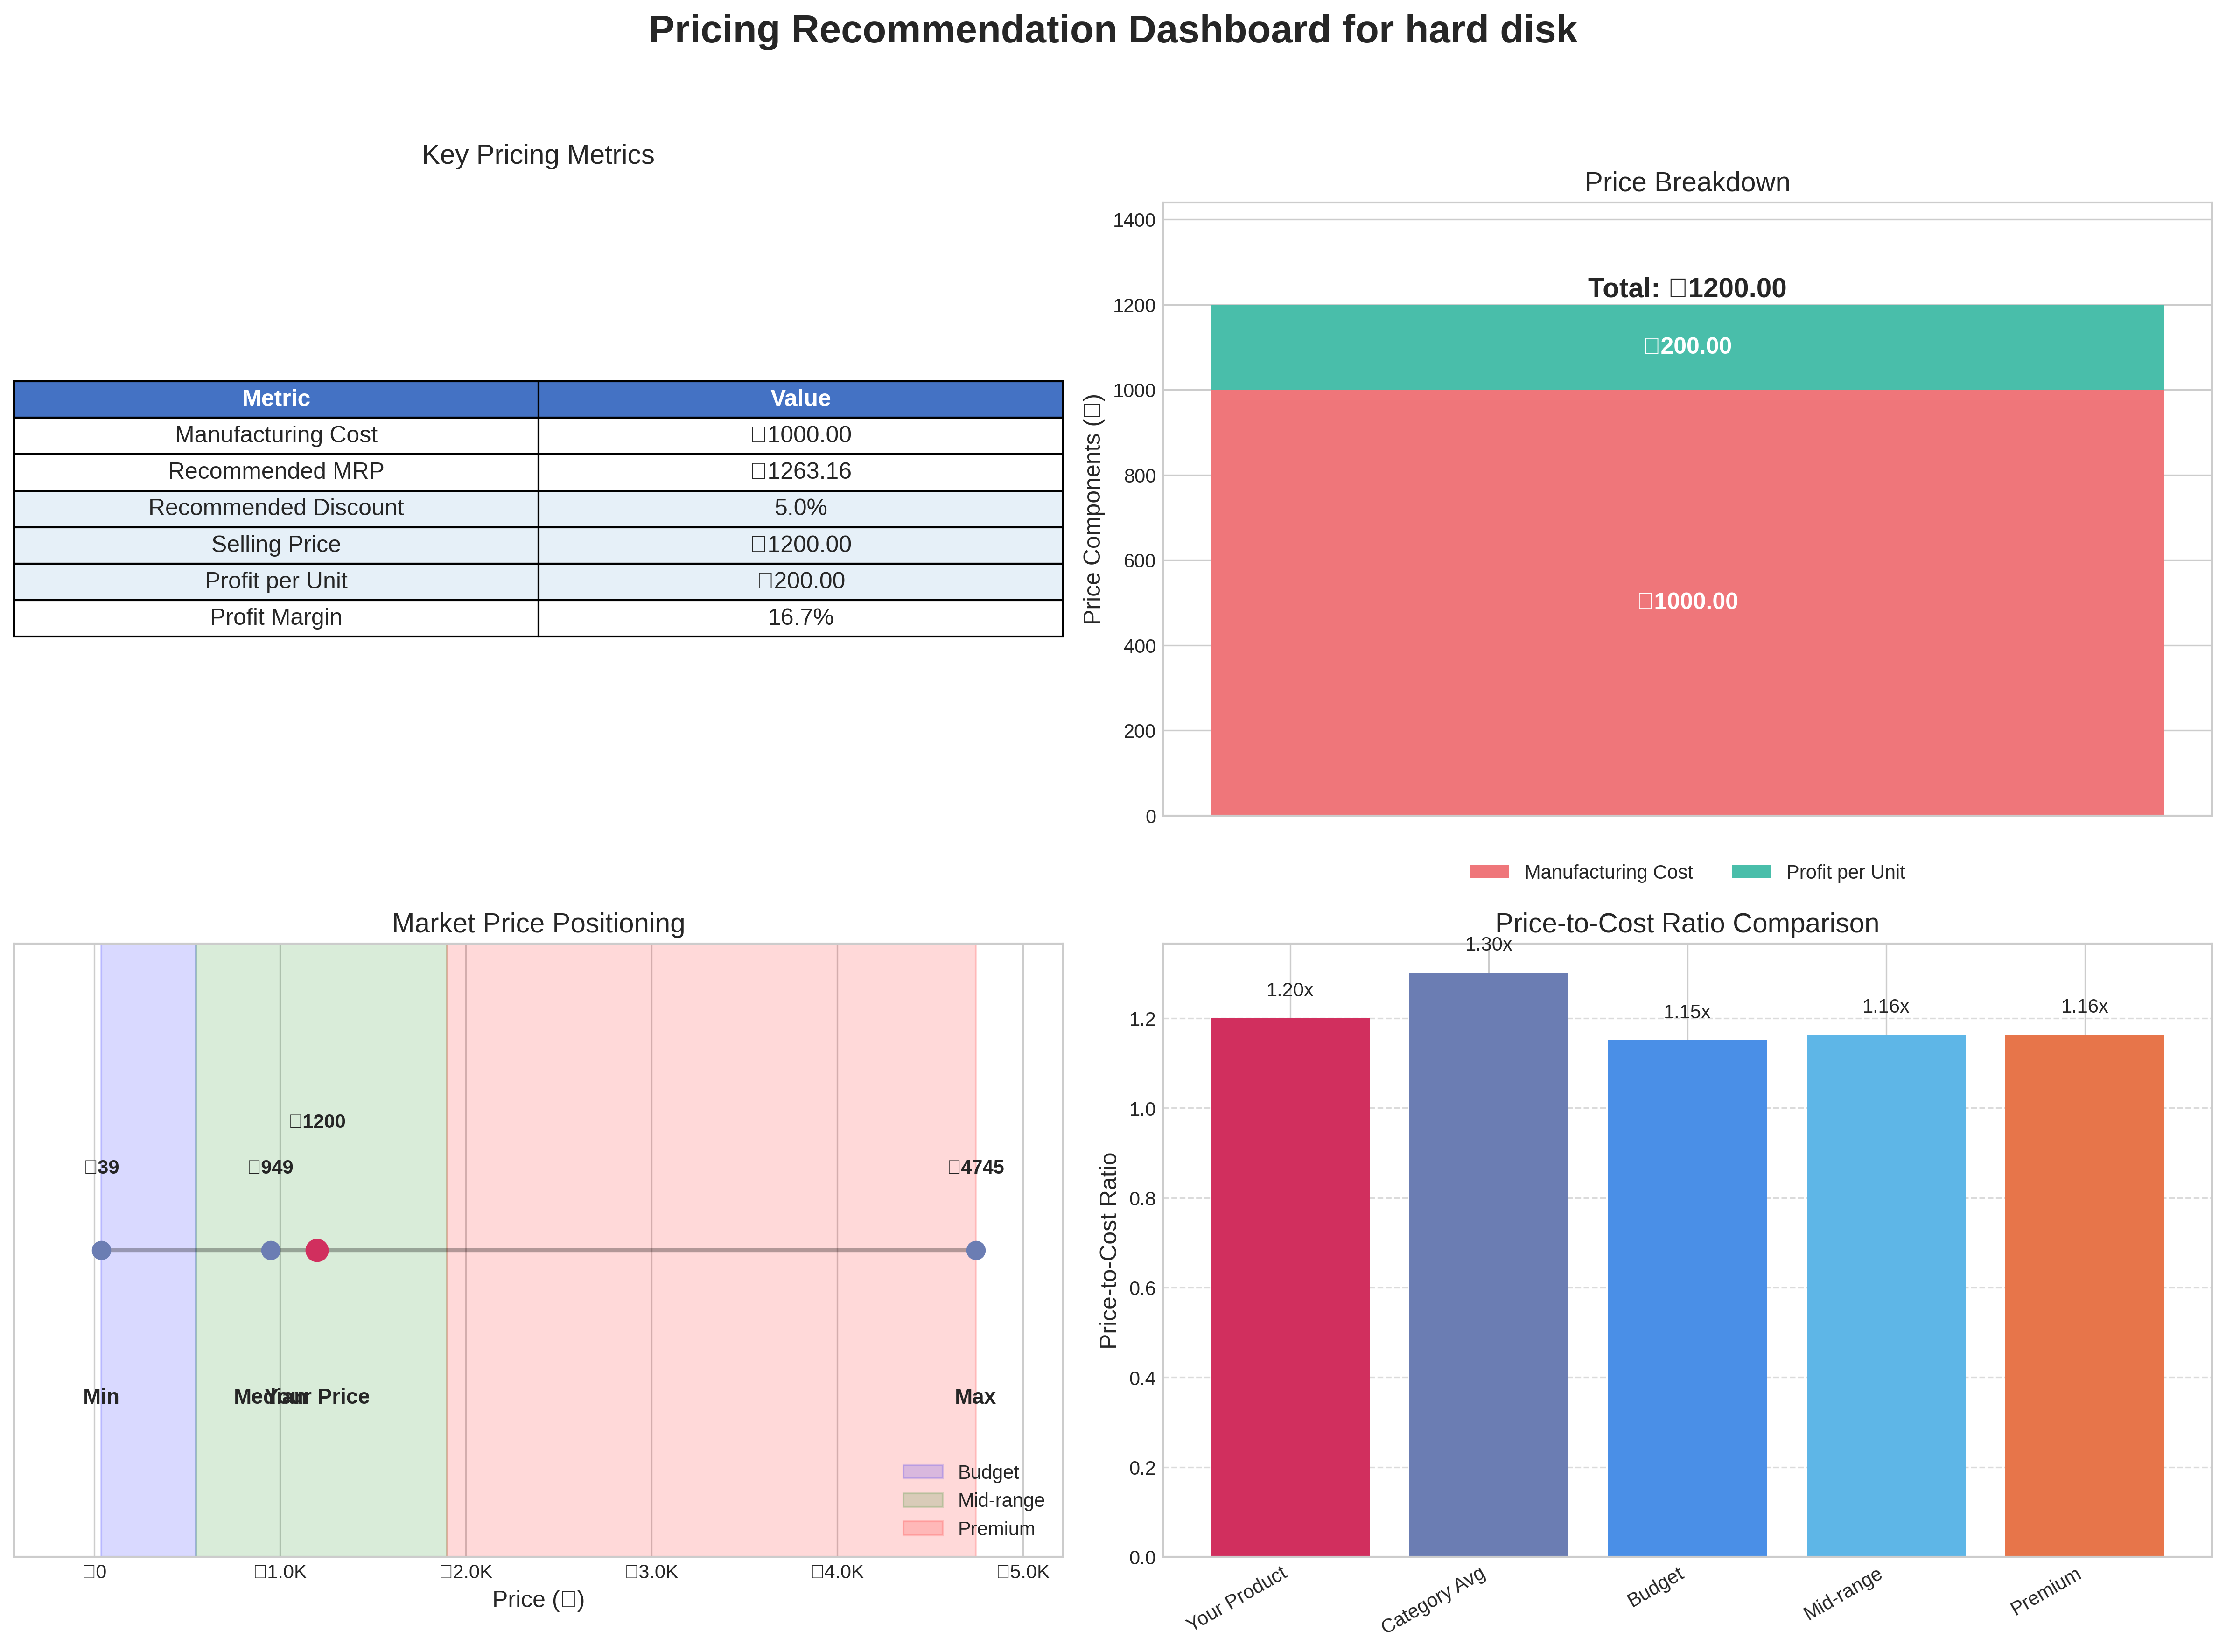 Pricing Recommendation Dashboard for hard disk
Key Pricing Metrics
Metric Value
Manufacturing Cost □1000.00
Recommended MRP □1263.16
Recommended Discount 5.0%
Selling Price □1200.00
Profit per Unit □200.00
Profit Margin 16.7%
Price Breakdown
Price Components (□)
1400
1200
1000
800
600
400
200
0
Total: □1200.00
□200.00
□1000.00
Manufacturing Cost Profit per Unit
Market Price Positioning
□1200
□39 □949 □4745
Min Median Your Price Max
Budget
Mid-range
Premium
□0 □1.0K □2.0K □3.0K □4.0K □5.0K
Price (□)
Price-to-Cost Ratio Comparison
Price-to-Cost Ratio
1.2
1.0
0.8
0.6
0.4
0.2
0.0
1.20x 1.30x 1.15x 1.16x 1.16x
Your Product Category Avg Budget Mid-range Premium